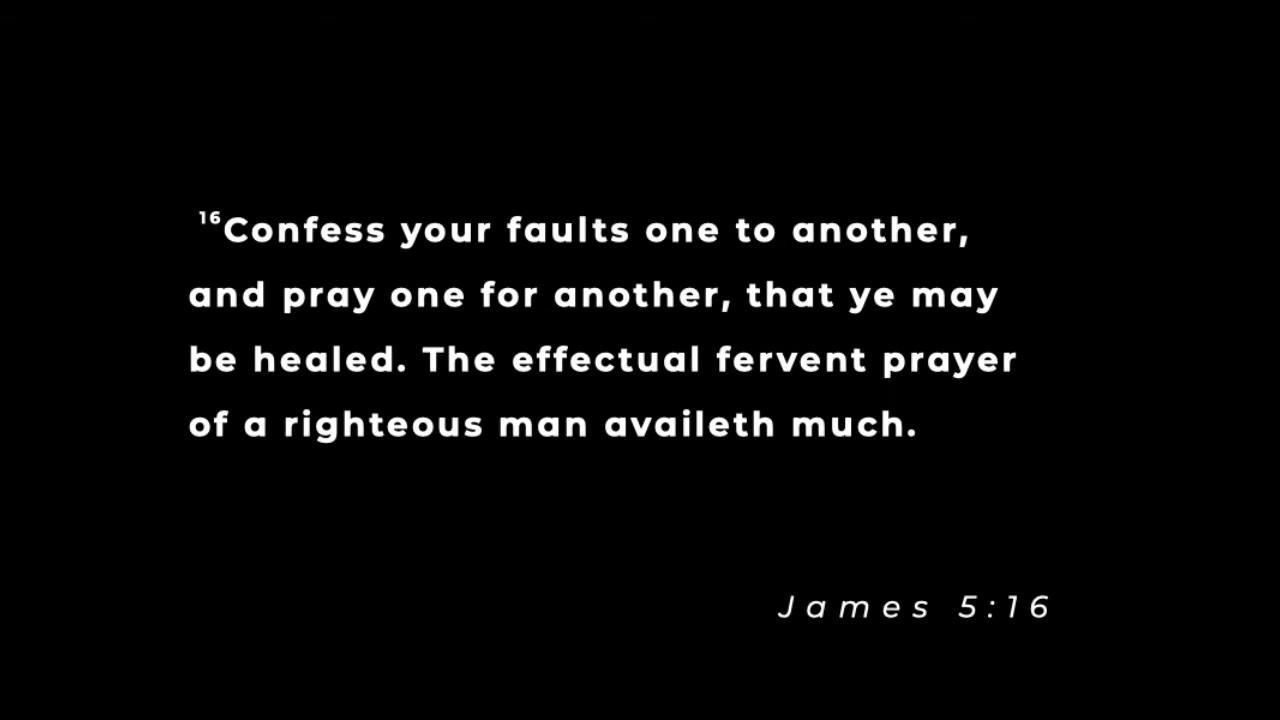 ¹⁶Confess your faults one to another,
and pray one for another, that ye may
be healed. The effectual fervent prayer
of a righteous man availeth much.
James 5:16